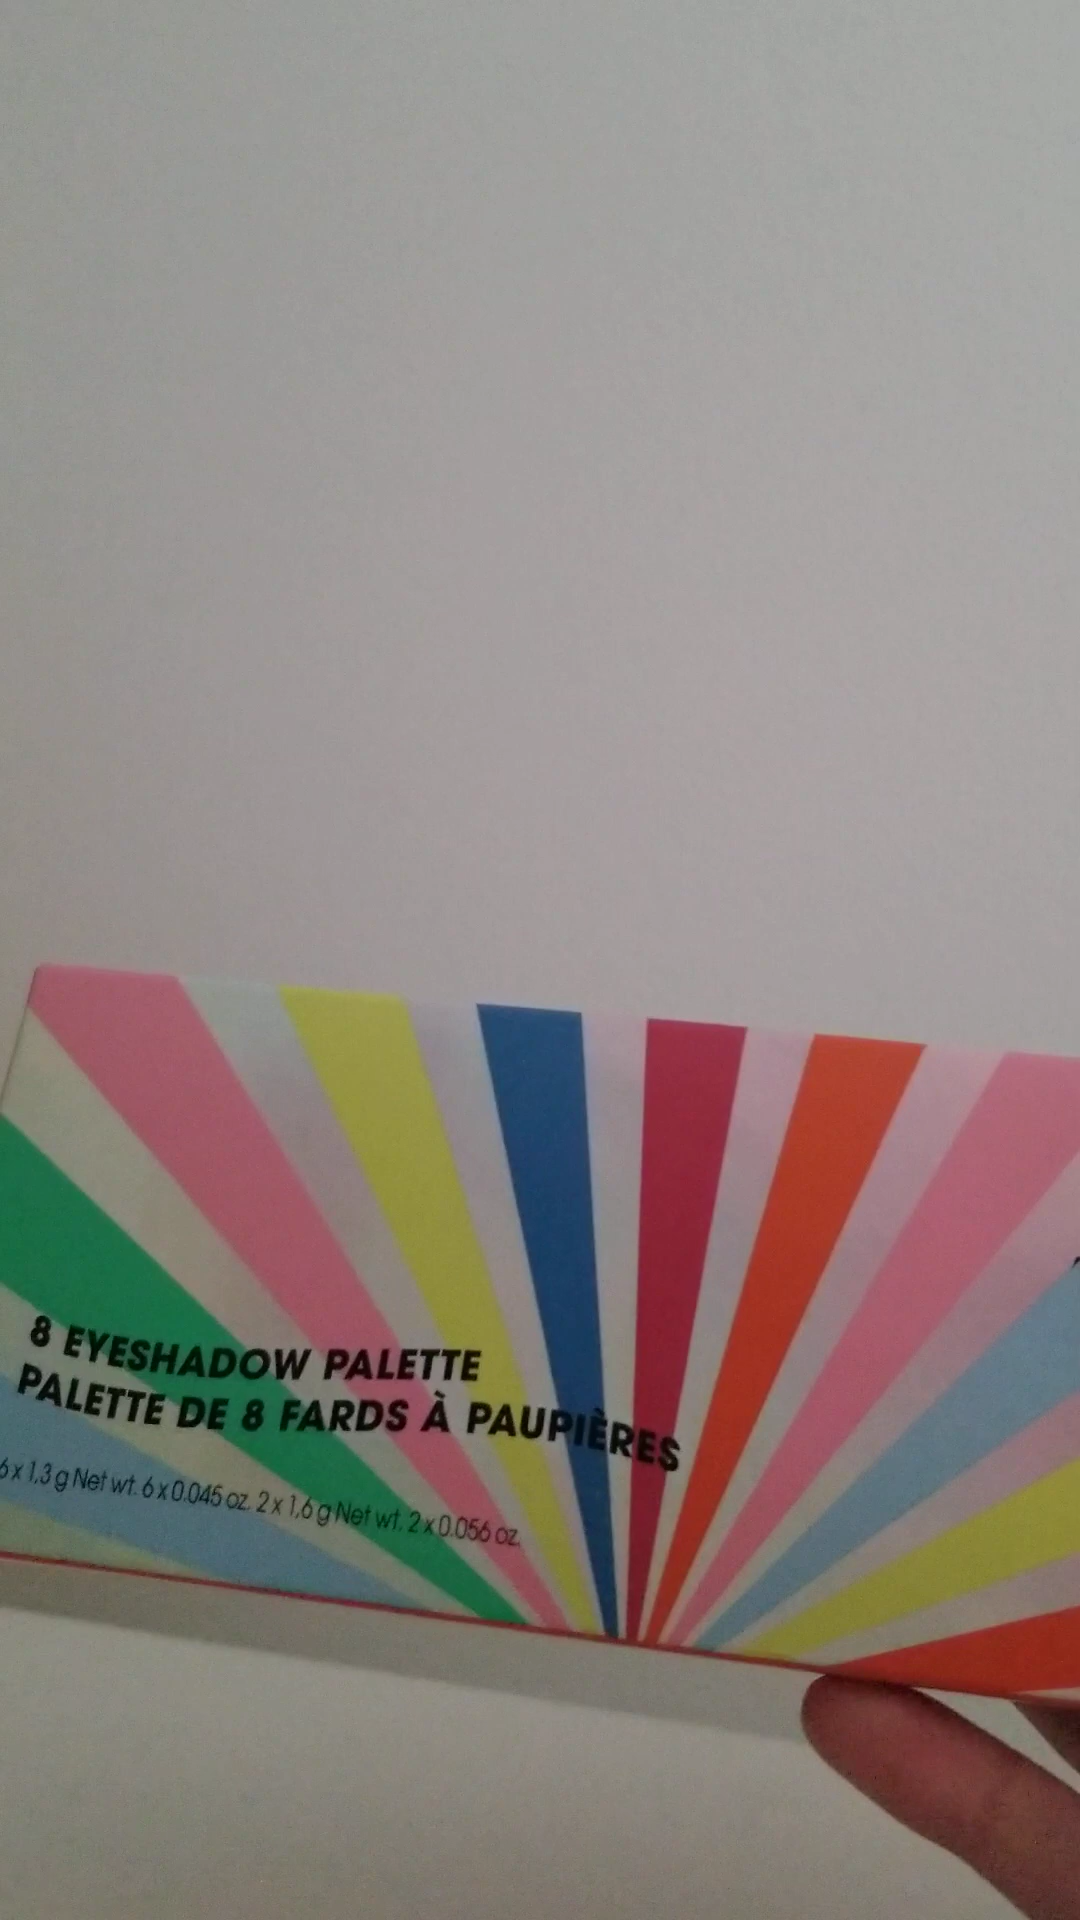 8 EYESHADOW PALETTE
PALETTE DE 8 FARDS À PAUPIÈRES
6 x 1,3 g Net wt. 6 x 0.045 oz. 2 x 1,6 g Net wt. 2 x 0.056 oz.